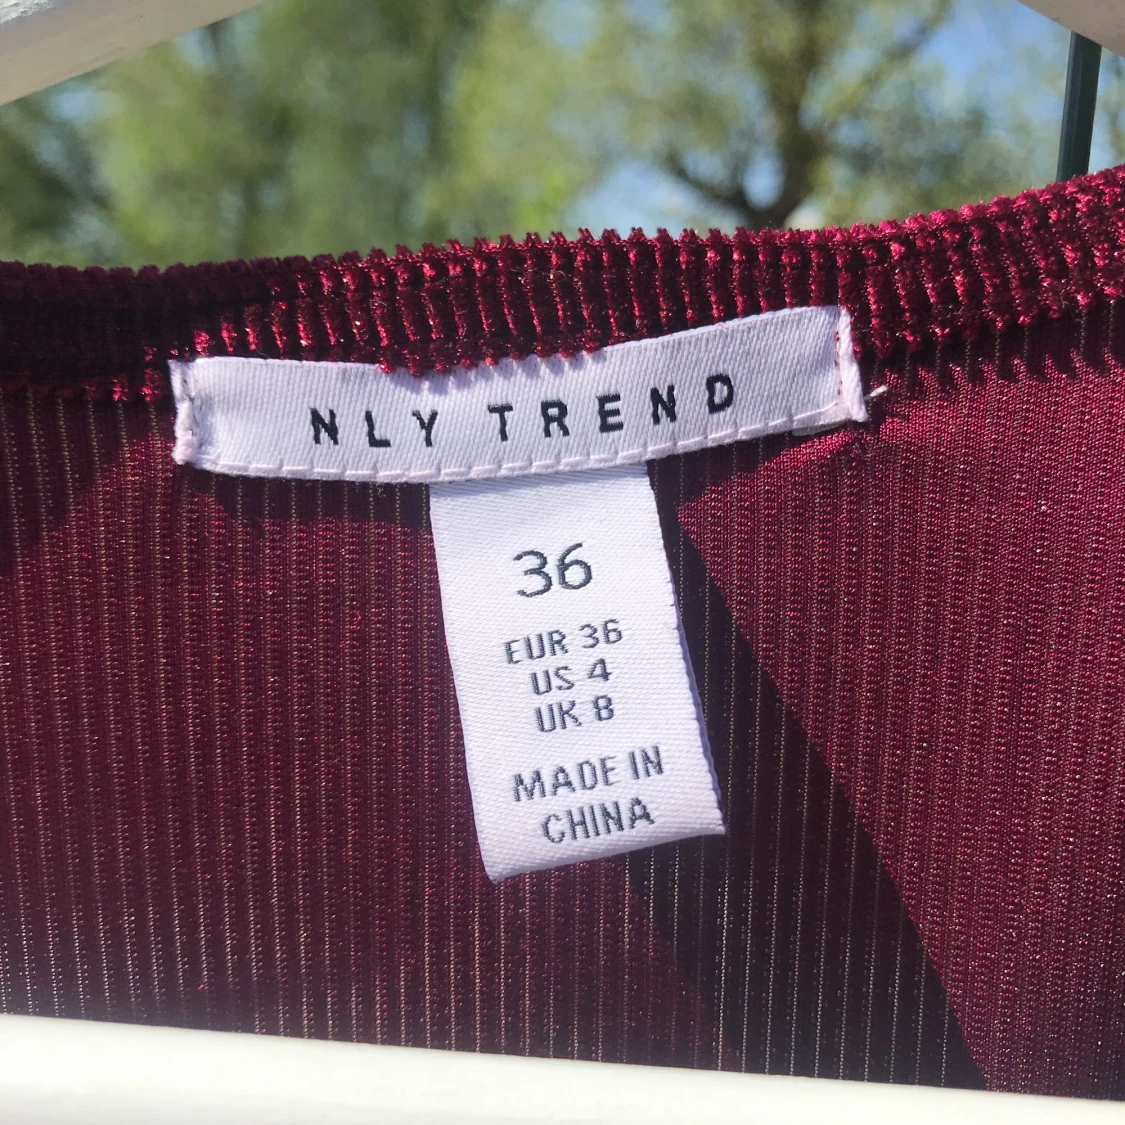 NLY TREND
36
EUR 36
US 4
UK 8
MADE IN
CHINA